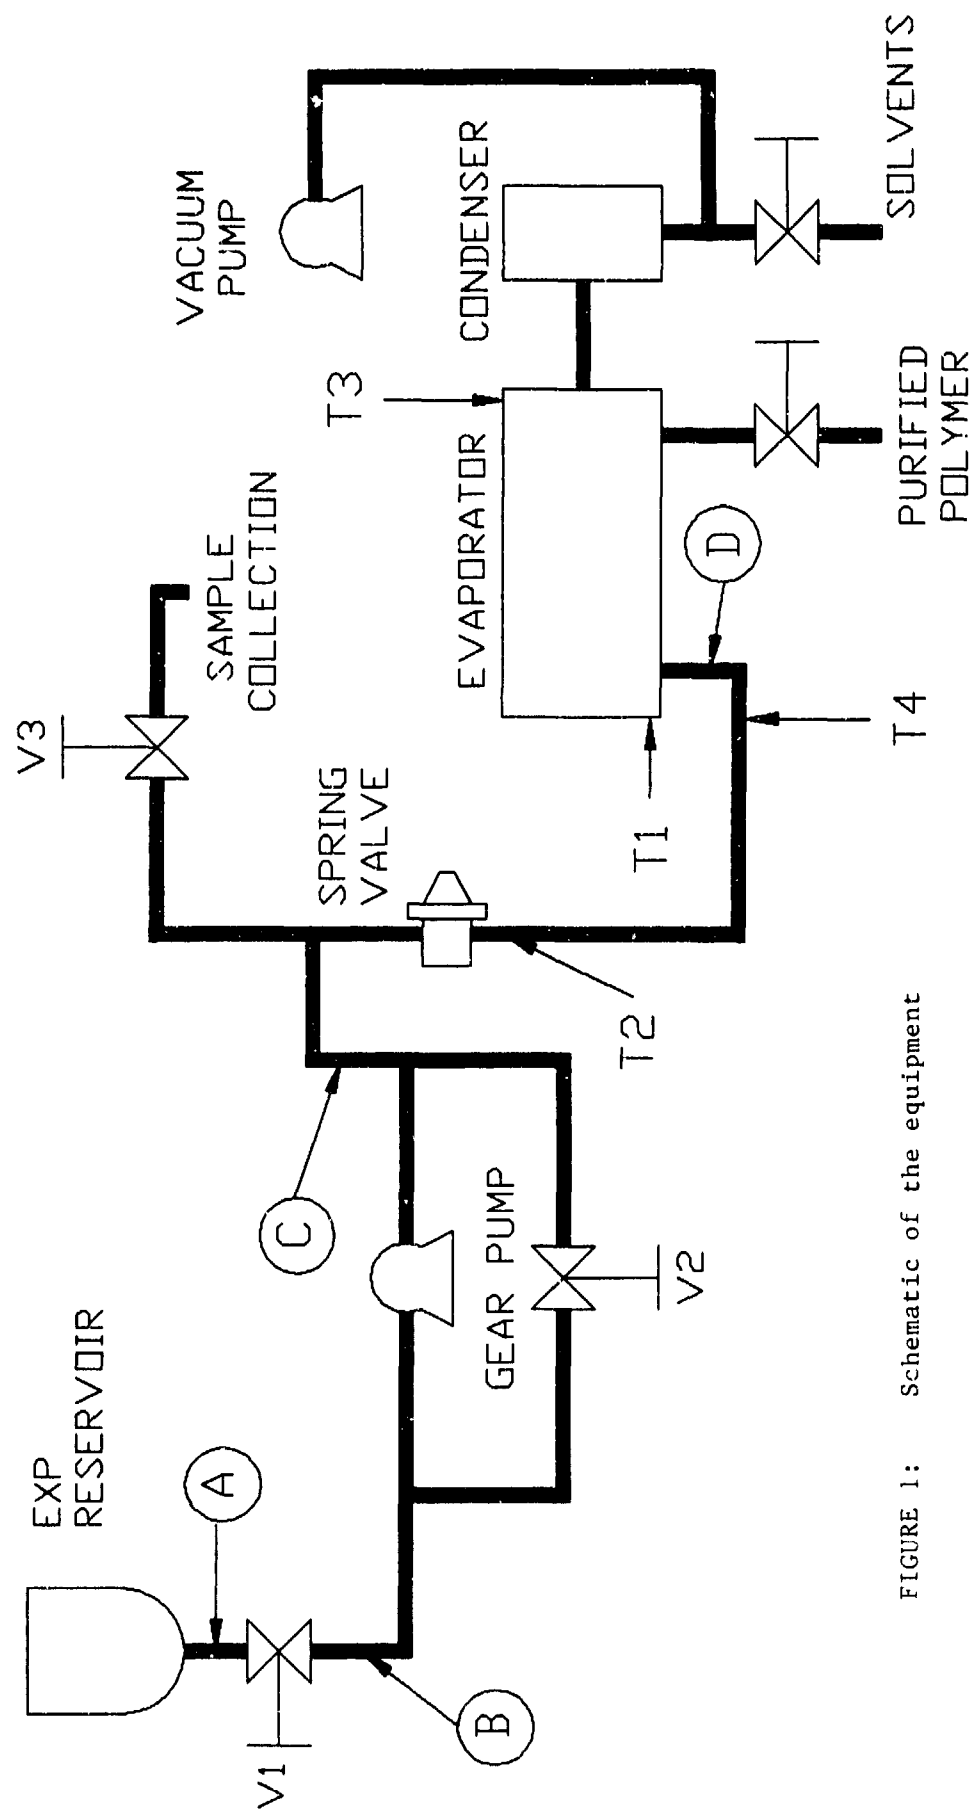 EXP
RESERVOIR
A
V1
B
C
GEAR PUMP
V2
V3
SAMPLE
COLLECTION
SPRING
VALVE
T2
T1
T4
D
EVAPORATOR
T3
VACUUM
PUMP
CONDENSER
PURIFIED
POLYMER
SOLVENTS
FIGURE 1: Schematic of the equipment